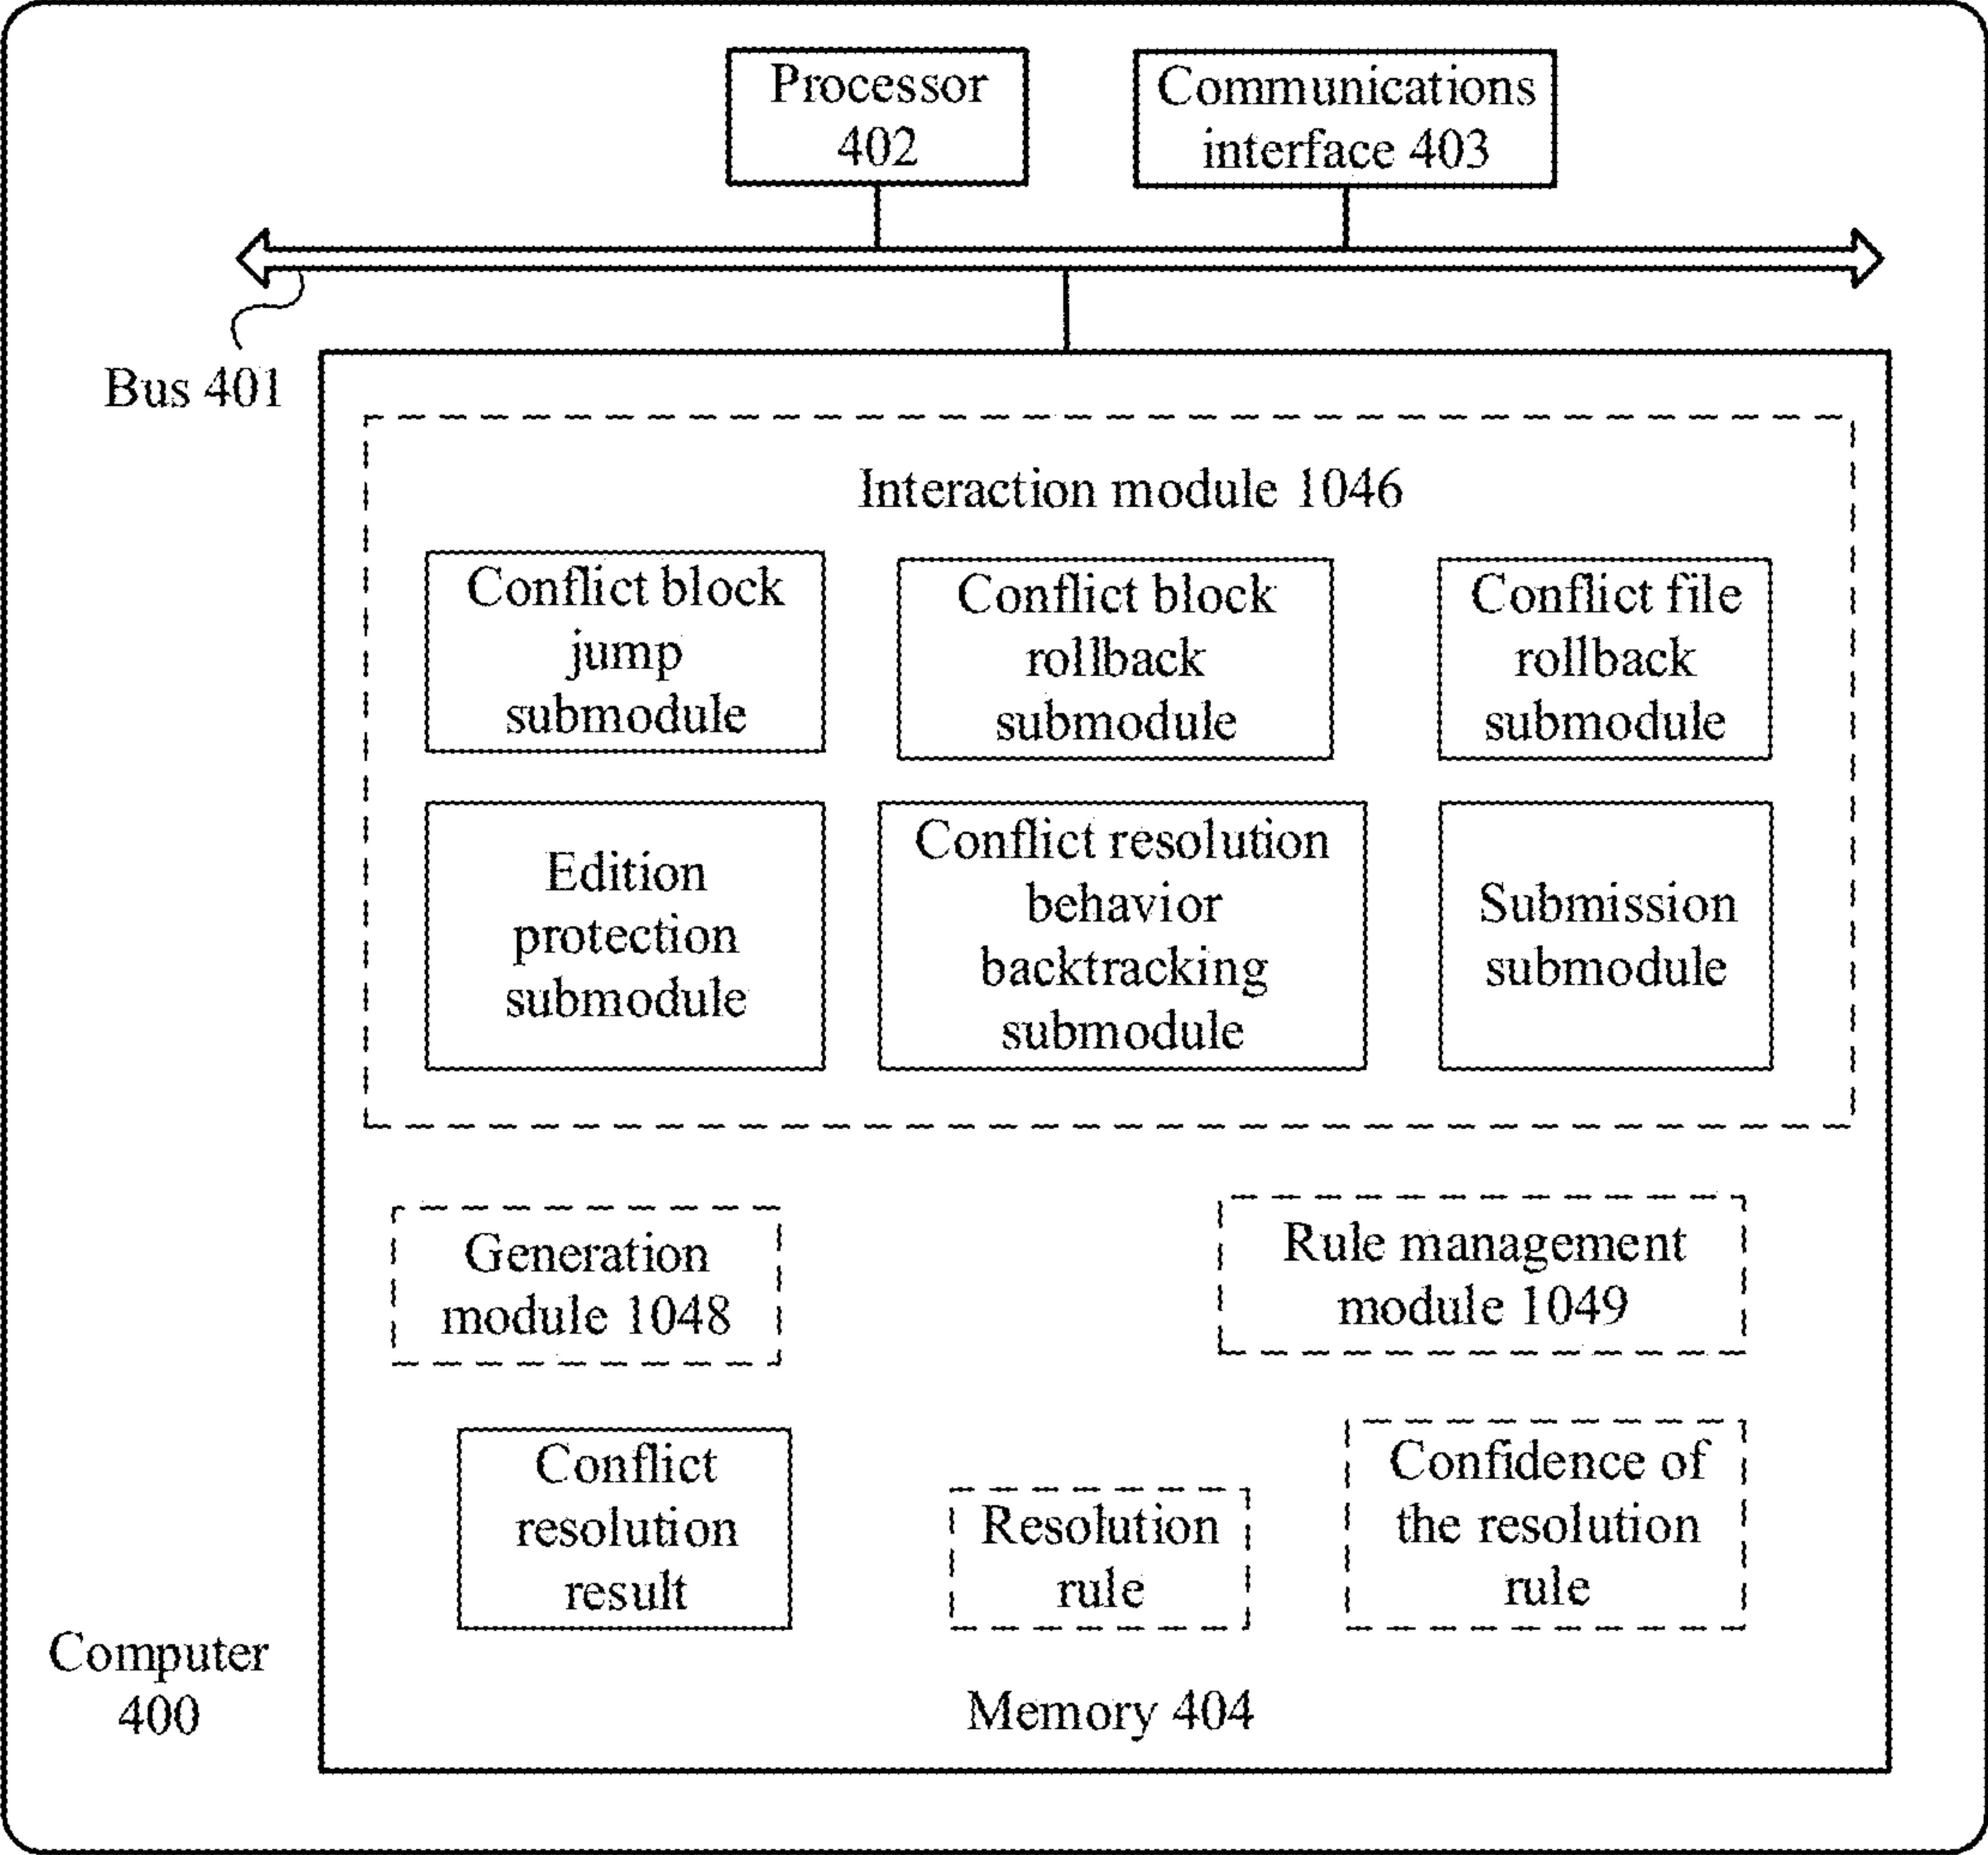 Processor
402
Communications
interface 403
Bus 401
Interaction module 1046
Conflict block
jump
submodule
Conflict block
rollback
submodule
Conflict file
rollback
submodule
Edition
protection
submodule
Conflict resolution
behavior
backtracking
submodule
Submission
submodule
Generation
module 1048
Rule management
module 1049
Conflict
resolution
result
Resolution
rule
Confidence of
the resolution
rule
Computer
400
Memory 404